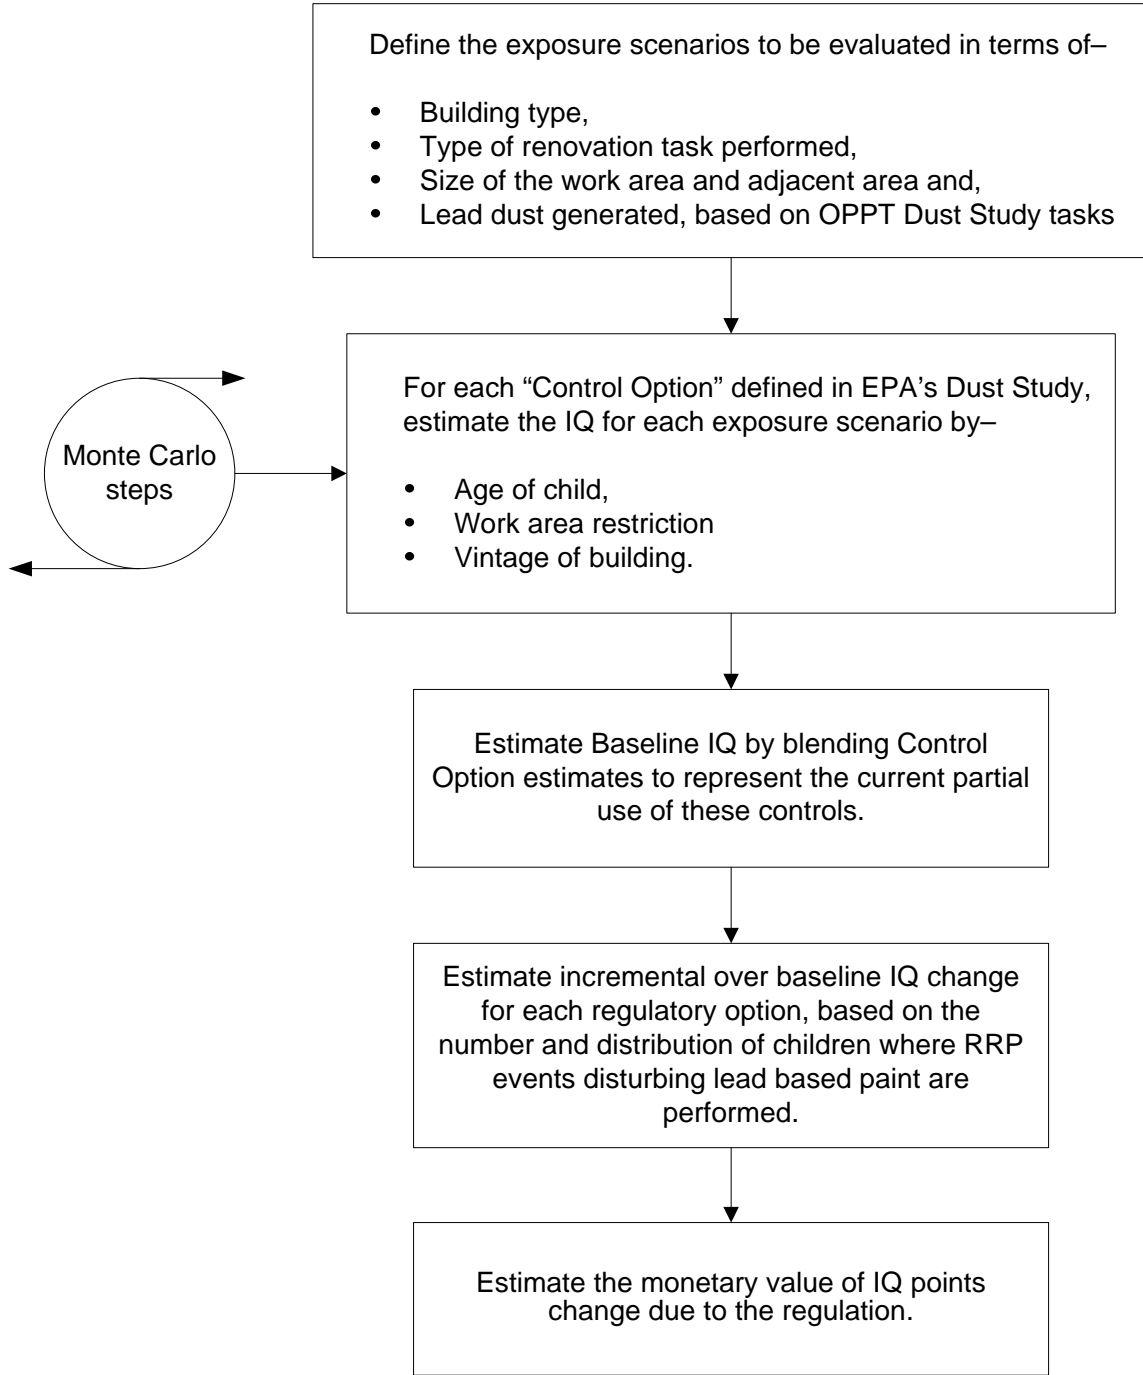 Define the exposure scenarios to be evaluated in terms of–
• Building type,
• Type of renovation task performed,
• Size of the work area and adjacent area and,
• Lead dust generated, based on OPPT Dust Study tasks
Monte Carlo
steps
For each “Control Option” defined in EPA’s Dust Study,
estimate the IQ for each exposure scenario by–
• Age of child,
• Work area restriction
• Vintage of building.
Estimate Baseline IQ by blending Control
Option estimates to represent the current partial
use of these controls.
Estimate incremental over baseline IQ change
for each regulatory option, based on the
number and distribution of children where RRP
events disturbing lead based paint are
performed.
Estimate the monetary value of IQ points
change due to the regulation.